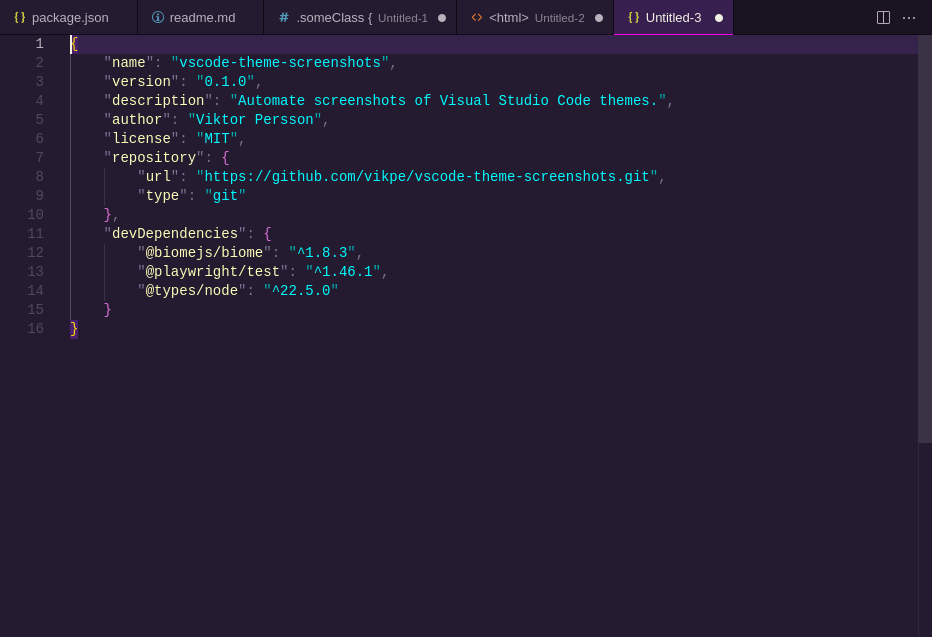 package.json readme.md # .someClass { Untitled-1 <html> Untitled-2 Untitled-3
1 {
2     "name": "vscode-theme-screenshots",
3     "version": "0.1.0",
4     "description": "Automate screenshots of Visual Studio Code themes.",
5     "author": "Viktor Persson",
6     "license": "MIT",
7     "repository": {
8         "url": "https://github.com/vikpe/vscode-theme-screenshots.git",
9         "type": "git"
10     },
11     "devDependencies": {
12         "@biomejs/biome": "^1.8.3",
13         "@playwright/test": "^1.46.1",
14         "@types/node": "^22.5.0"
15     }
16 }